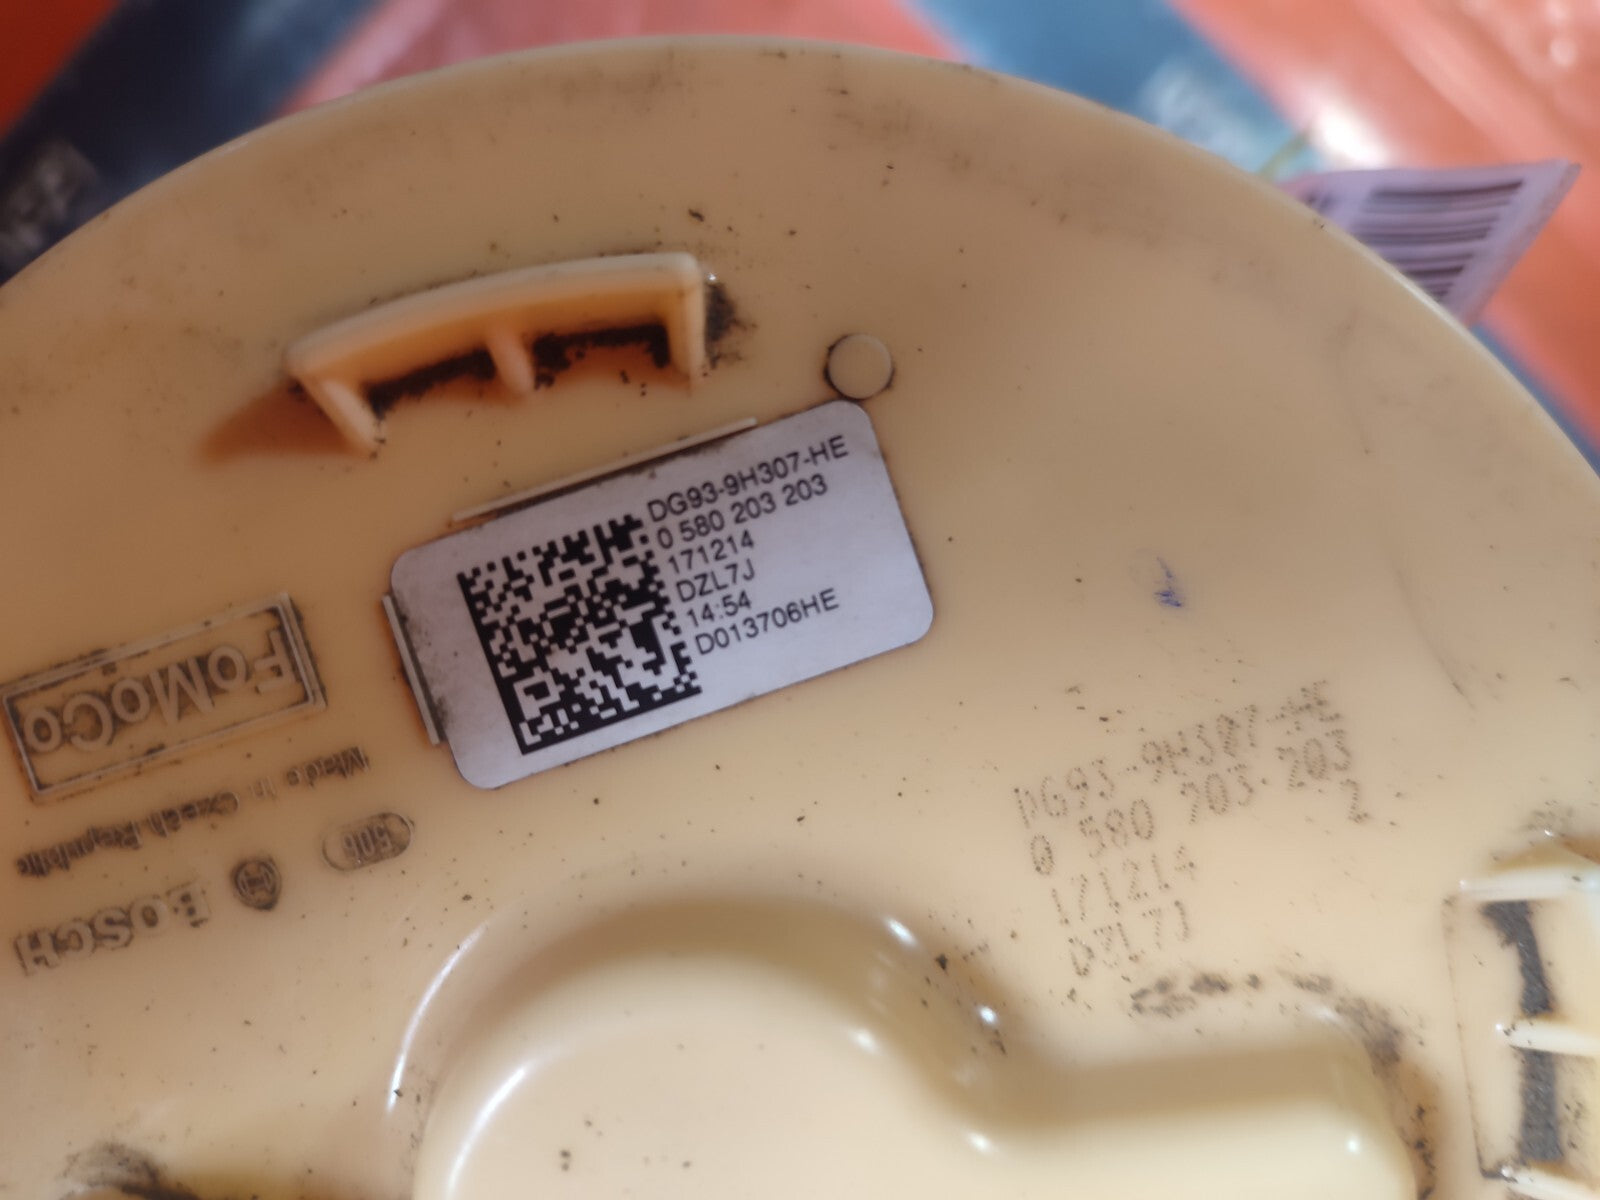 DG93-9H307-HE
0 580 203 203
171214
DZL7J
14:54
D013706HE
FoMoCo
Made in Czech Republic
BOSCH
DG93-9H307-HE
0 580 203 203
2
171214
DZL7J